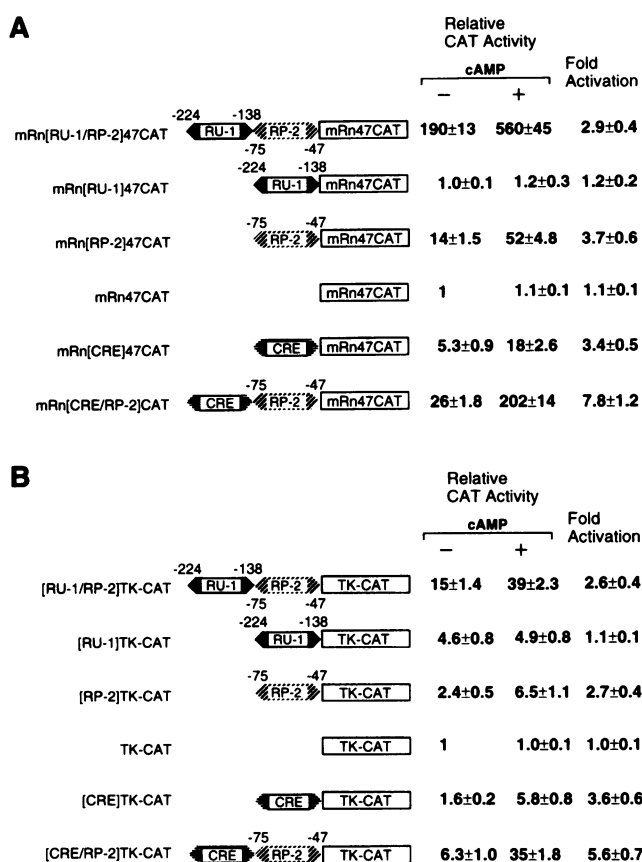 A
Relative
CAT Activity
cAMP
Fold
Activation
− +
-224 -138
mRn[RU-1/RP-2]47CAT RU-1 RP-2 mRn47CAT 190±13 560±45 2.9±0.4
-75 -47
-224 -138
mRn[RU-1]47CAT RU-1 mRn47CAT 1.0±0.1 1.2±0.3 1.2±0.2
-75 -47
mRn[RP-2]47CAT RP-2 mRn47CAT 14±1.5 52±4.8 3.7±0.6
mRn47CAT mRn47CAT 1 1.1±0.1 1.1±0.1
mRn[CRE]47CAT CRE mRn47CAT 5.3±0.9 18±2.6 3.4±0.5
-75 -47
mRn[CRE/RP-2]CAT CRE RP-2 mRn47CAT 26±1.8 202±14 7.8±1.2
B
Relative
CAT Activity
cAMP
Fold
Activation
− +
-224 -138
[RU-1/RP-2]TK-CAT RU-1 RP-2 TK-CAT 15±1.4 39±2.3 2.6±0.4
-75 -47
-224 -138
[RU-1]TK-CAT RU-1 TK-CAT 4.6±0.8 4.9±0.8 1.1±0.1
-75 -47
[RP-2]TK-CAT RP-2 TK-CAT 2.4±0.5 6.5±1.1 2.7±0.4
TK-CAT TK-CAT 1 1.0±0.1 1.0±0.1
[CRE]TK-CAT CRE TK-CAT 1.6±0.2 5.8±0.8 3.6±0.6
-75 -47
[CRE/RP-2]TK-CAT CRE RP-2 TK-CAT 6.3±1.0 35±1.8 5.6±0.7